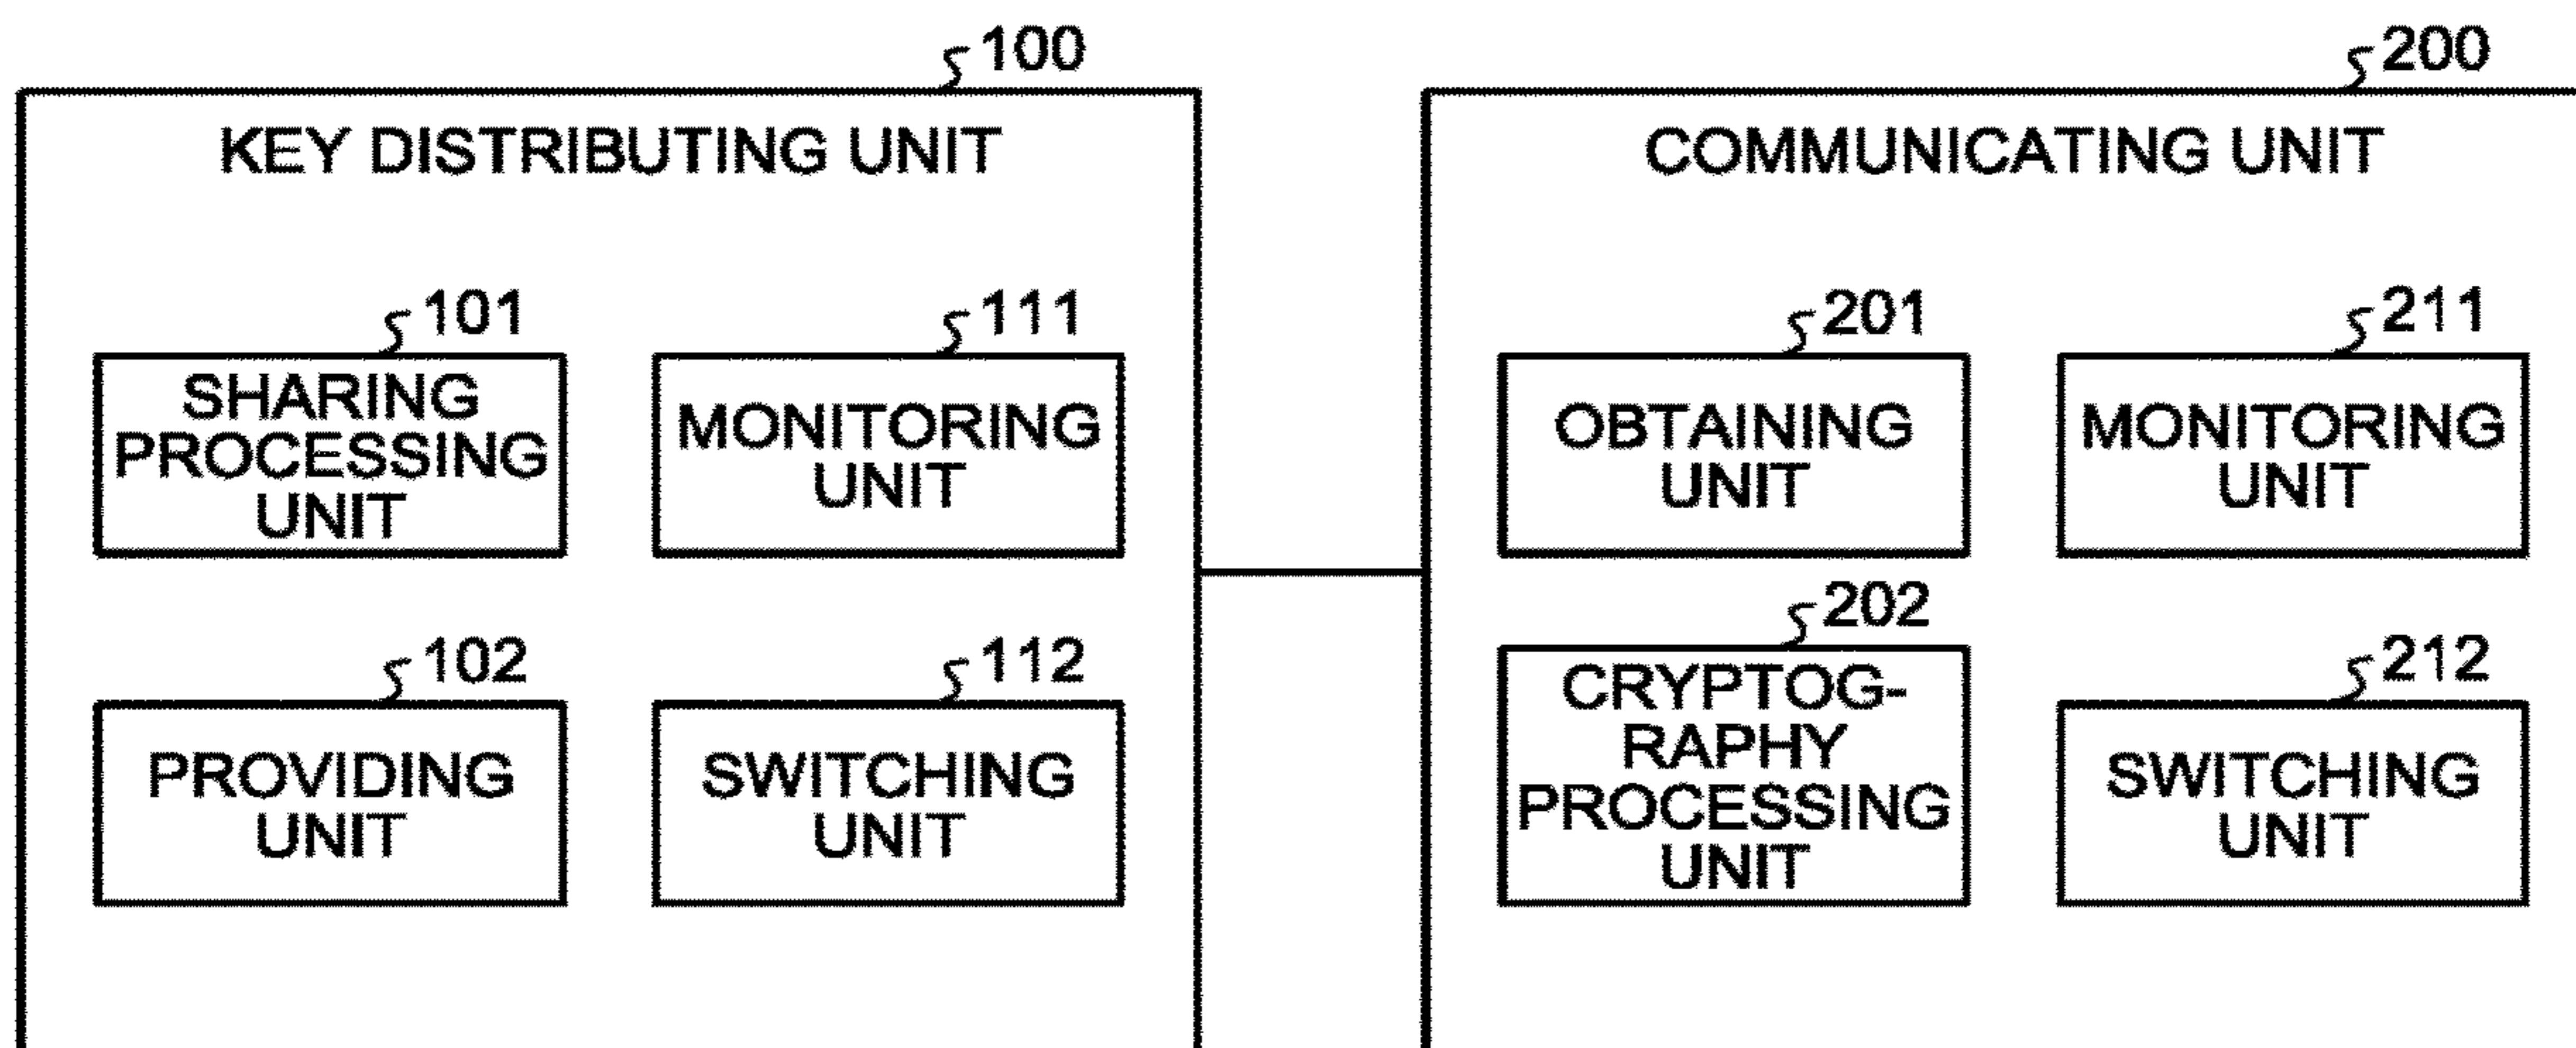 100
KEY DISTRIBUTING UNIT
101
SHARING
PROCESSING
UNIT
111
MONITORING
UNIT
102
PROVIDING
UNIT
112
SWITCHING
UNIT
200
COMMUNICATING UNIT
201
OBTAINING
UNIT
211
MONITORING
UNIT
202
CRYPTOG-
RAPHY
PROCESSING
UNIT
212
SWITCHING
UNIT